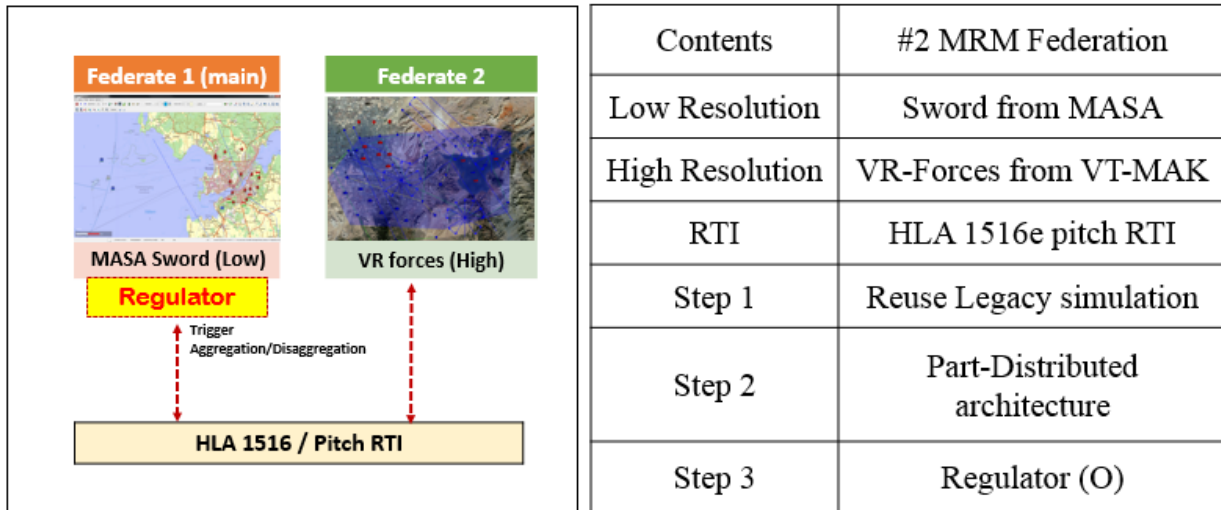 Federate 1 (main)
Federate 2
MASA Sword (Low)
VR forces (High)
Regulator
Trigger
Aggregation/Disaggregation
HLA 1516 / Pitch RTI
Contents
#2 MRM Federation
Low Resolution
Sword from MASA
High Resolution
VR-Forces from VT-MAK
RTI
HLA 1516e pitch RTI
Step 1
Reuse Legacy simulation
Step 2
Part-Distributed
architecture
Step 3
Regulator (O)